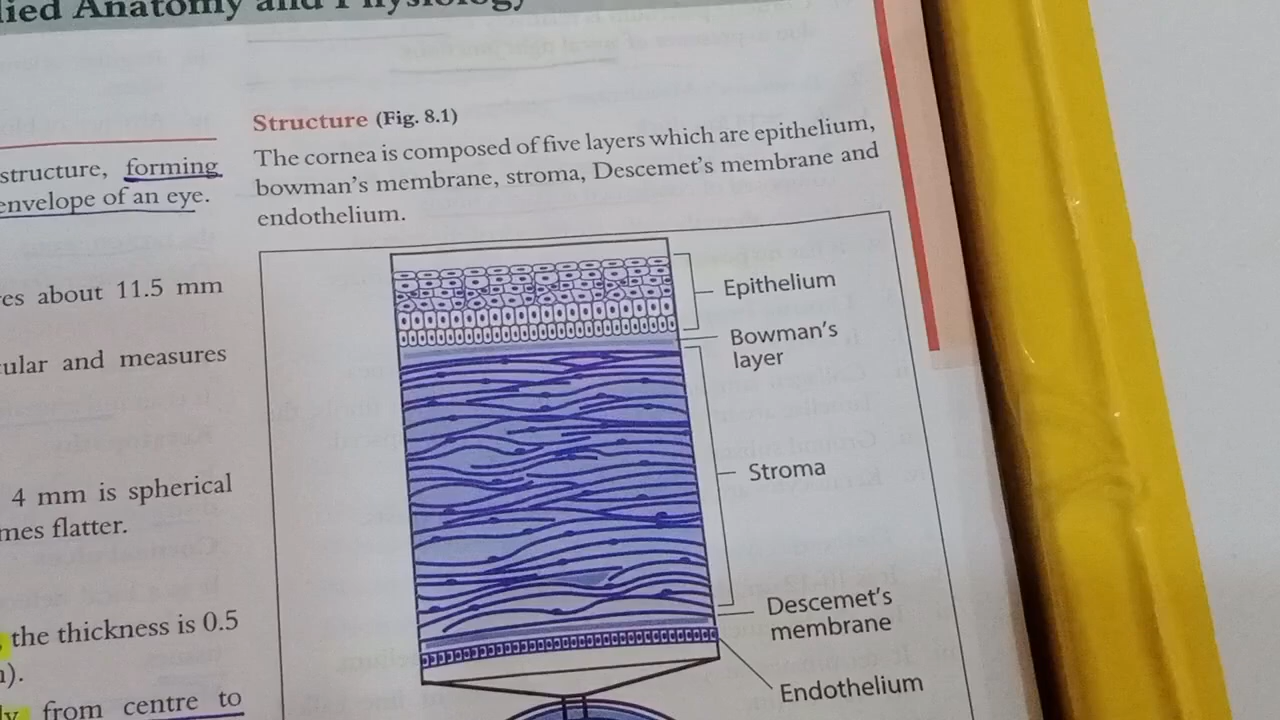 lied Anatomy and Physiology
structure, forming
envelope of an eye.
es about 11.5 mm
cular and measures
4 mm is spherical
mes flatter.
the thickness is 0.5
from centre to
Structure (Fig. 8.1)
The cornea is composed of five layers which are epithelium,
bowman's membrane, stroma, Descemet's membrane and
endothelium.
Epithelium
Bowman's
layer
Stroma
Descemet's
membrane
Endothelium